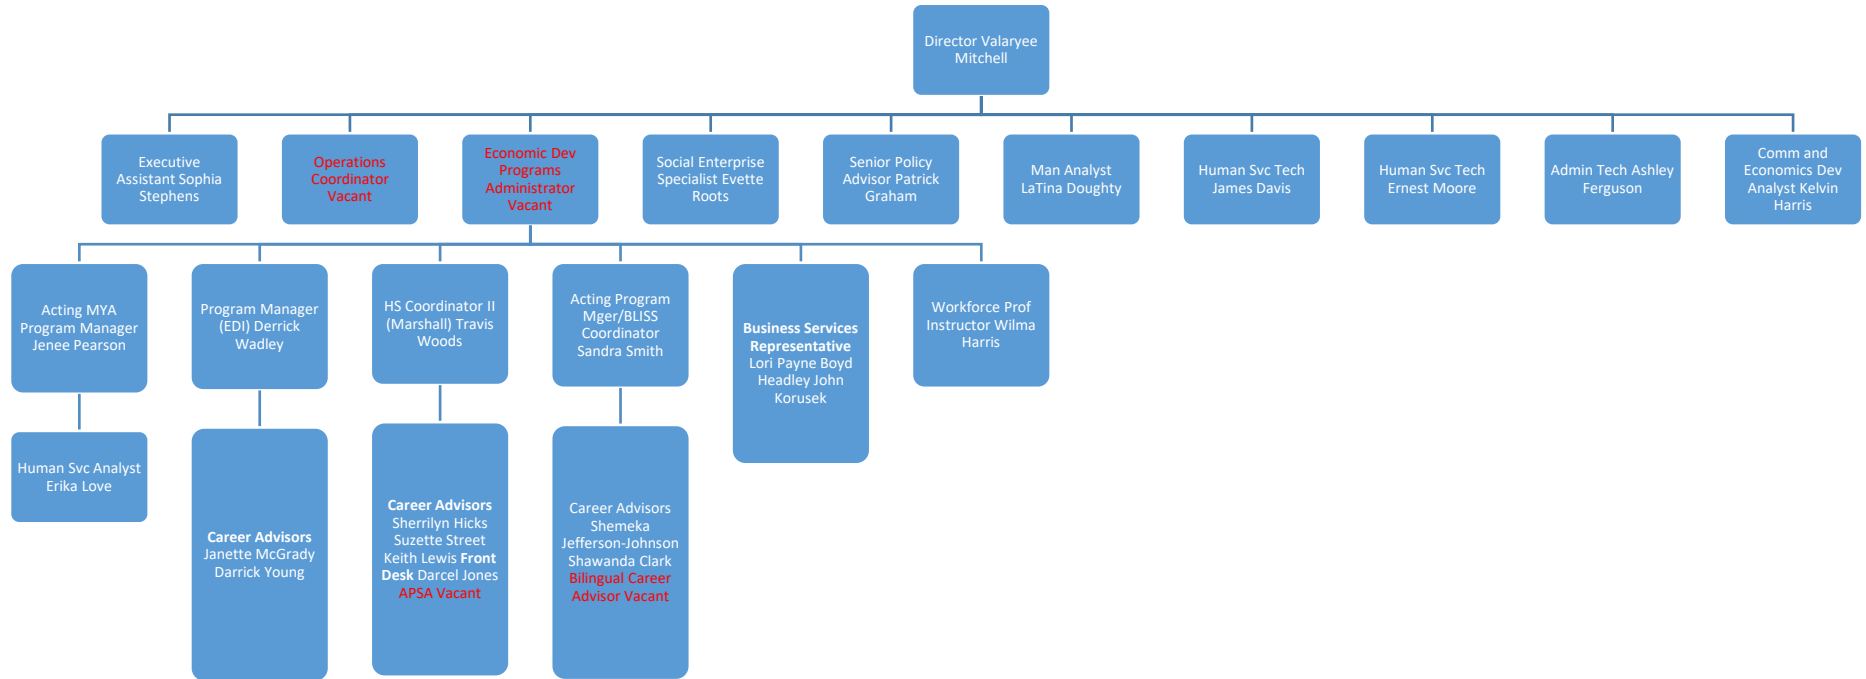 Director Valaryee
Mitchell
Executive
Assistant Sophia
Stephens
Operations
Coordinator
Vacant
Economic Dev
Programs
Administrator
Vacant
Social Enterprise
Specialist Evette
Roots
Senior Policy
Advisor Patrick
Graham
Man Analyst
LaTina Doughty
Human Svc Tech
James Davis
Human Svc Tech
Ernest Moore
Admin Tech Ashley
Ferguson
Comm and
Economics Dev
Analyst Kelvin
Harris
Acting MYA
Program Manager
Jenee Pearson
Program Manager
(EDI) Derrick
Wadley
HS Coordinator II
(Marshall) Travis
Woods
Acting Program
Mger/BLISS
Coordinator
Sandra Smith
Business Services
Representative
Lori Payne Boyd
Headley John
Korusek
Workforce Prof
Instructor Wilma
Harris
Human Svc Analyst
Erika Love
Career Advisors
Janette McGrady
Darrick Young
Career Advisors
Sherrilyn Hicks
Suzette Street
Keith Lewis Front
Desk Darcel Jones
APSA Vacant
Career Advisors
Shemeka
Jefferson-Johnson
Shawanda Clark
Bilingual Career
Advisor Vacant